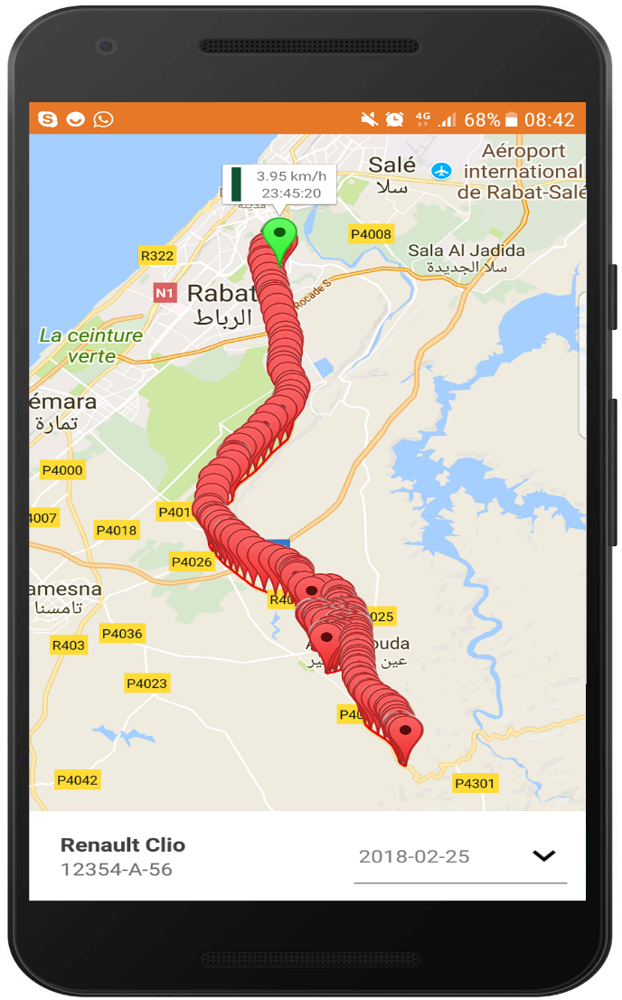 4G
68%
08:42
Aéroport
international
de Rabat-Salé
Salé
سلا
3.95 km/h
23:45:20
P4008
R322
Sala Al Jadida
سلا الجديدة
N1
Rabat
الرباط
Rocade S
La ceinture
verte
émara
تمارة
P4000
4007
P401
P4018
P4026
R40
amesna
تامسنا
025
P4036
R403
A
ouda
عين
ير
P4023
P40
P4042
P4301
Renault Clio
12354-A-56
2018-02-25